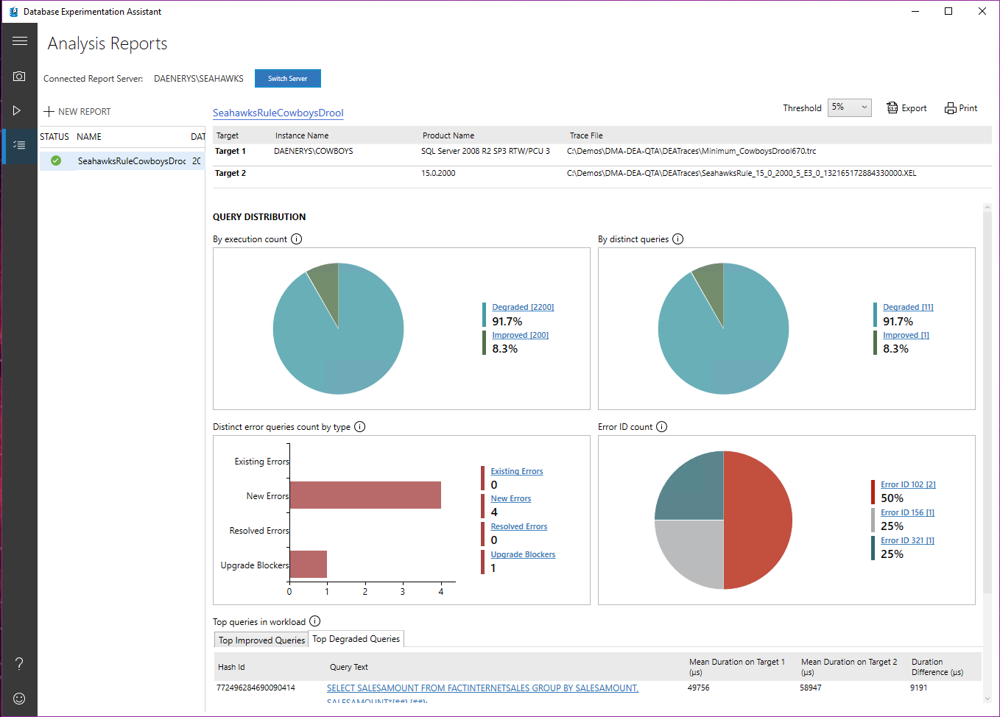 Database Experimentation Assistant
Analysis Reports
Connected Report Server: DAENERYS\SEAHAWKS Switch Server
NEW REPORT
STATUS NAME DAT
SeahawksRuleCowboysDroo 20
SeahawksRuleCowboysDrool
Threshold 5% Export Print
Target Instance Name Product Name Trace File
Target 1 DAENERYS\COWBOYS SQL Server 2008 R2 SP3 RTW/PCU 3 C:\Demos\DMA-DEA-QTA\DEATraces\Minimum_CowboysDrool670.trc
Target 2 15.0.2000 C:\Demos\DMA-DEA-QTA\DEATraces\SeahawksRule_15_0_2000_5_E3_0_132165172884330000.XEL
QUERY DISTRIBUTION
By execution count
Degraded [2200]
91.7%
Improved [200]
8.3%
By distinct queries
Degraded [11]
91.7%
Improved [1]
8.3%
Distinct error queries count by type
Existing Errors
New Errors
Resolved Errors
Upgrade Blockers
0 1 2 3 4
Existing Errors
0
New Errors
4
Resolved Errors
0
Upgrade Blockers
1
Error ID count
Error ID 102 [2]
50%
Error ID 156 [1]
25%
Error ID 321 [1]
25%
Top queries in workload
Top Improved Queries Top Degraded Queries
Hash Id Query Text Mean Duration on Target 1 (µs) Mean Duration on Target 2 (µs) Duration Difference (µs)
772496284690090414 SELECT SALESAMOUNT FROM FACTINTERNETSALES GROUP BY SALESAMOUNT, 49756 58947 9191
SALESAMOUNT*{##} {##};